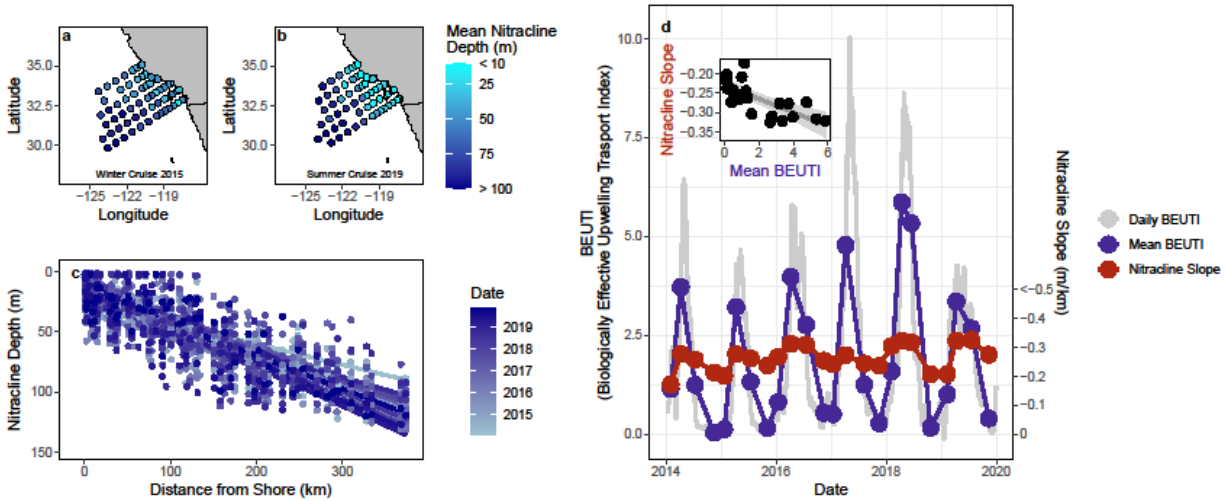 a
35.0
32.5
30.0
Latitude
Winter Cruise 2015
−125 −122 −119
Longitude
b
35.0
32.5
30.0
Latitude
Summer Cruise 2019
−125 −122 −119
Longitude
Mean Nitracline
Depth (m)
< 10
25
50
75
> 100
c
0
50
100
150
Nitracline Depth (m)
0 100 200 300
Distance from Shore (km)
Date
2019
2018
2017
2016
2015
d
10.0
7.5
5.0
2.5
0.0
BEUTI
(Biologically Effective Upwelling Trasport Index)
Nitracline Slope
−0.20
−0.25
−0.30
−0.35
0 2 4 6
Mean BEUTI
<−0.5
−0.4
−0.3
−0.2
−0.1
0
Nitracline Slope (m/km)
2014 2016 2018 2020
Date
Daily BEUTI
Mean BEUTI
Nitracline Slope